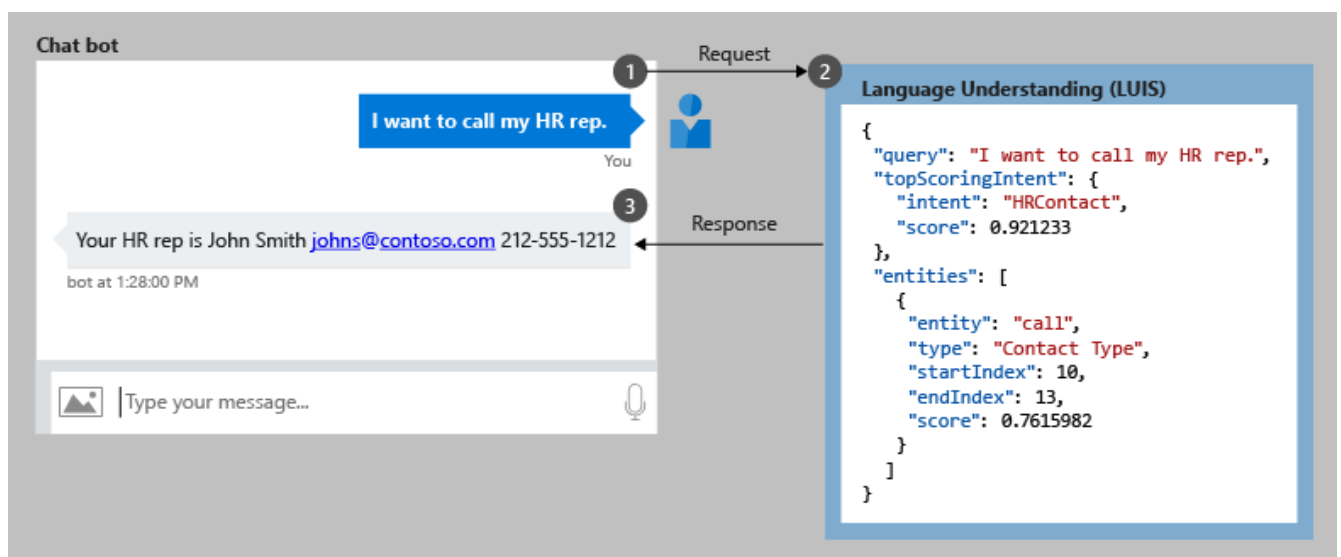 Chat bot
1
Request
2
I want to call my HR rep.
You
3
Response
Your HR rep is John Smith johns@contoso.com 212-555-1212
bot at 1:28:00 PM
Type your message...
Language Understanding (LUIS)
{
"query": "I want to call my HR rep.",
"topScoringIntent": {
"intent": "HRContact",
"score": 0.921233
},
"entities": [
{
"entity": "call",
"type": "Contact Type",
"startIndex": 10,
"endIndex": 13,
"score": 0.7615982
}
]
}